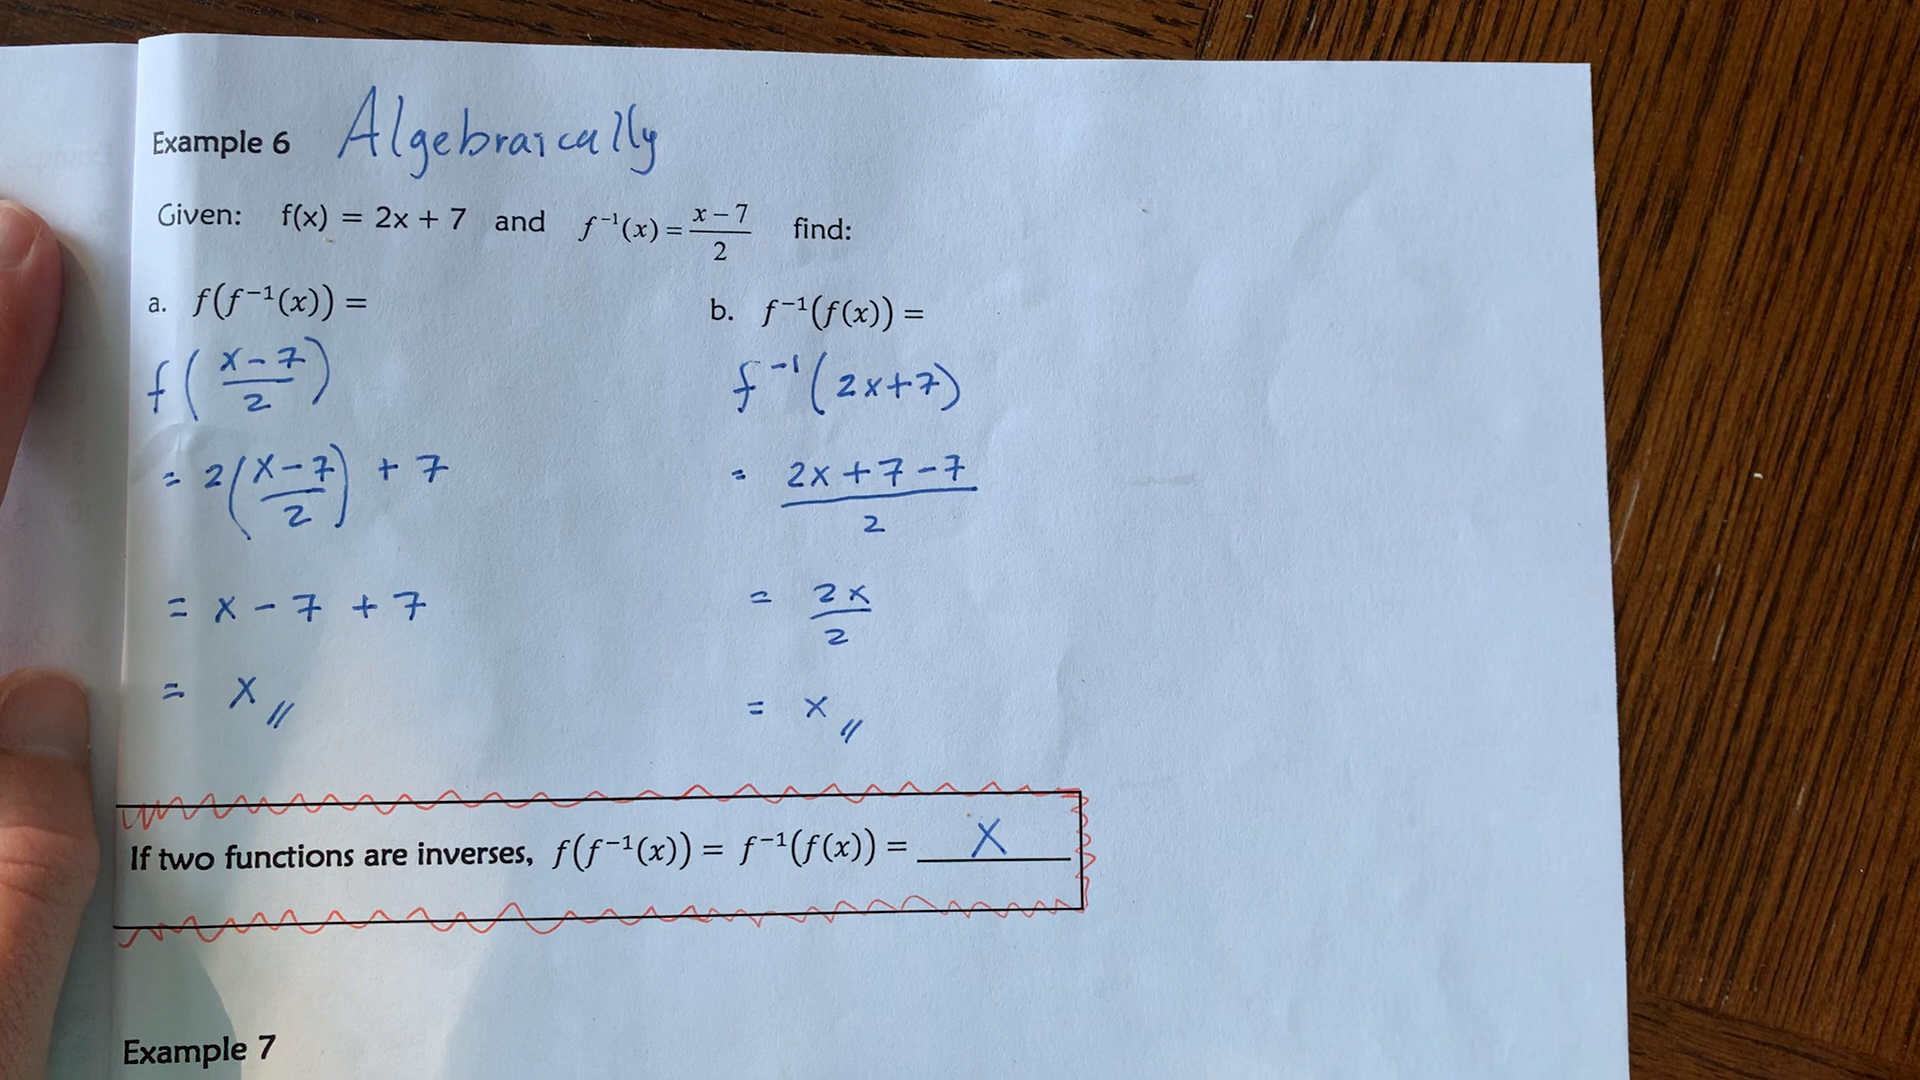 Example 6 Algebraically
Given: f(x) = 2x + 7 and f⁻¹(x) = (x – 7)/2 find:
a. f(f⁻¹(x)) =
f((x – 7)/2)
= 2((x – 7)/2) + 7
= x – 7 + 7
= x //
b. f⁻¹(f(x)) =
f⁻¹(2x+7)
= (2x + 7 – 7)/2
= 2x/2
= x //
If two functions are inverses, f(f⁻¹(x)) = f⁻¹(f(x)) = x
Example 7